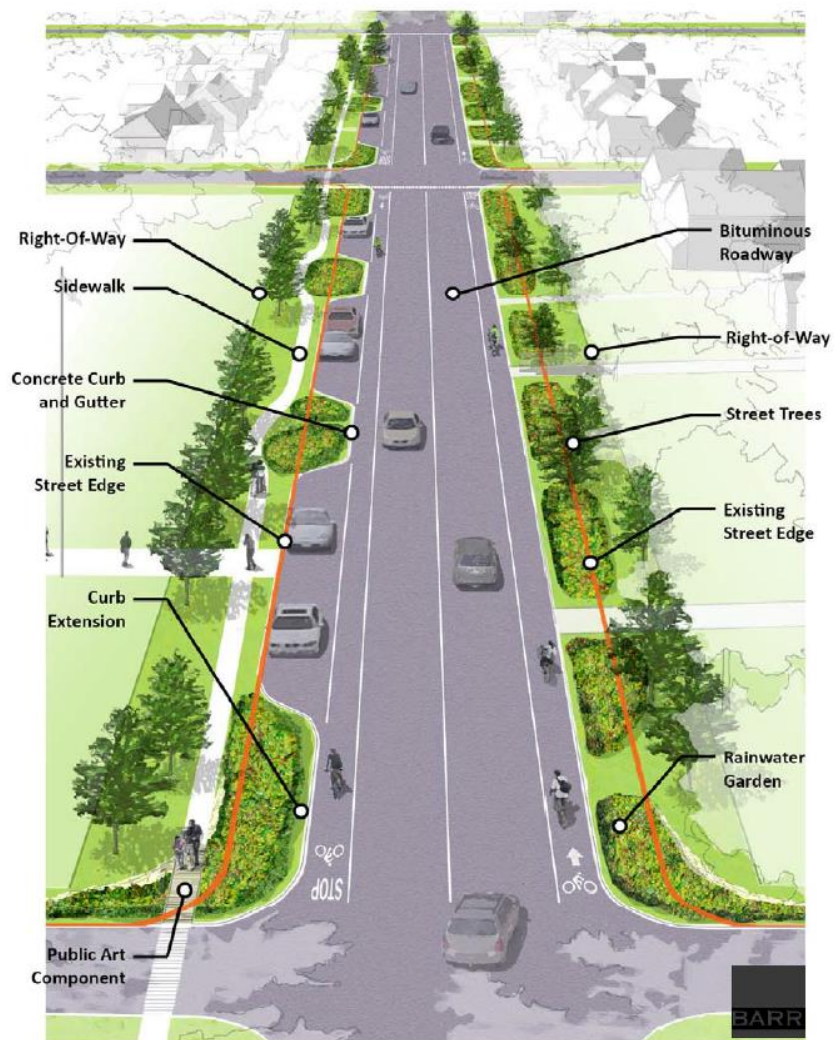 Right-Of-Way
Sidewalk
Concrete Curb
and Gutter
Existing
Street Edge
Curb
Extension
Public Art
Component
Bituminous
Roadway
Right-of-Way
Street Trees
Existing
Street Edge
Rainwater
Garden
STOP
BARR